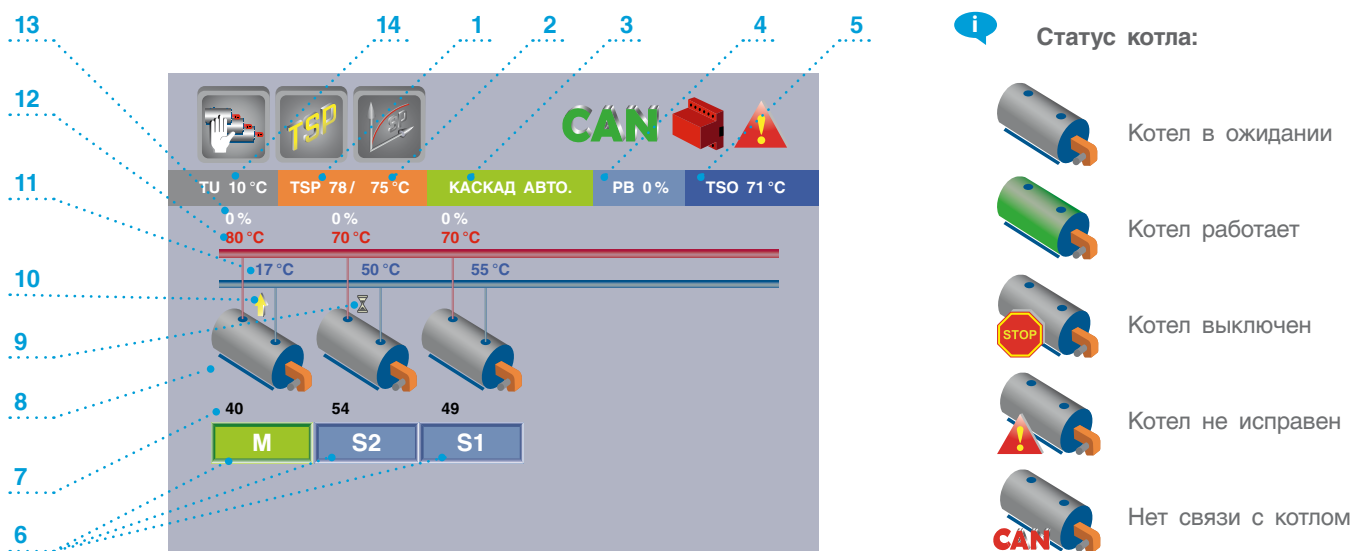 13 14 1 2 3 4 5
i Статус котла:
12
TSP
CAN
Котел в ожидании
TU 10 °C TSP 78 / 75 °C КАСКАД АВТО. PB 0 % TSO 71 °C
11
0 % 0 % 0 %
80 °C 70 °C 70 °C
Котел работает
17 °C 50 °C 55 °C
10
9
STOP
Котел выключен
8
40 54 49
Котел не исправен
M S2 S1
7
6
CAN
Нет связи с котлом